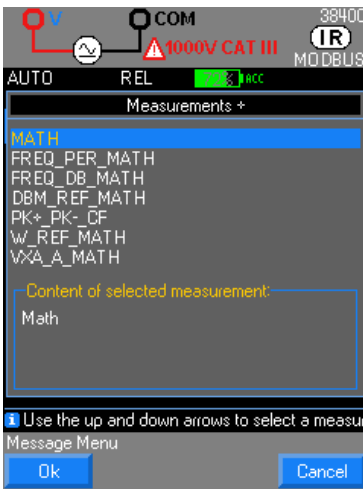 V COM 38400
1000V CAT III (IR)
MODBUS
AUTO REL ACC
Measurements +
MATH
FREQ_PER_MATH
FREQ_DB_MATH
DBM_REF_MATH
PK+_PK-_CF
W_REF_MATH
VXA_A_MATH
Content of selected measurement:
Math
Use the up and down arrows to select a measur
Message Menu
Ok Cancel